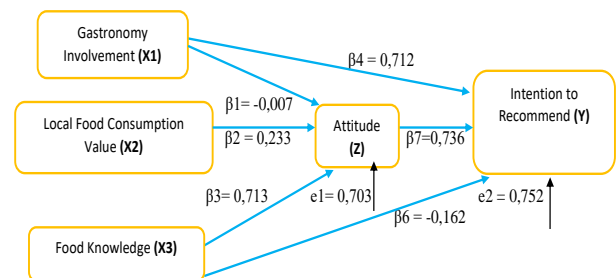 Gastronomy
Involvement (X1)
β4 = 0,712
Intention to
Recommend (Y)
β1= -0,007
Local Food Consumption
Value (X2)
β2 = 0,233
Attitude
(Z)
β7=0,736
β3= 0,713
e1= 0,703
β6 = -0,162
e2 = 0,752
Food Knowledge (X3)